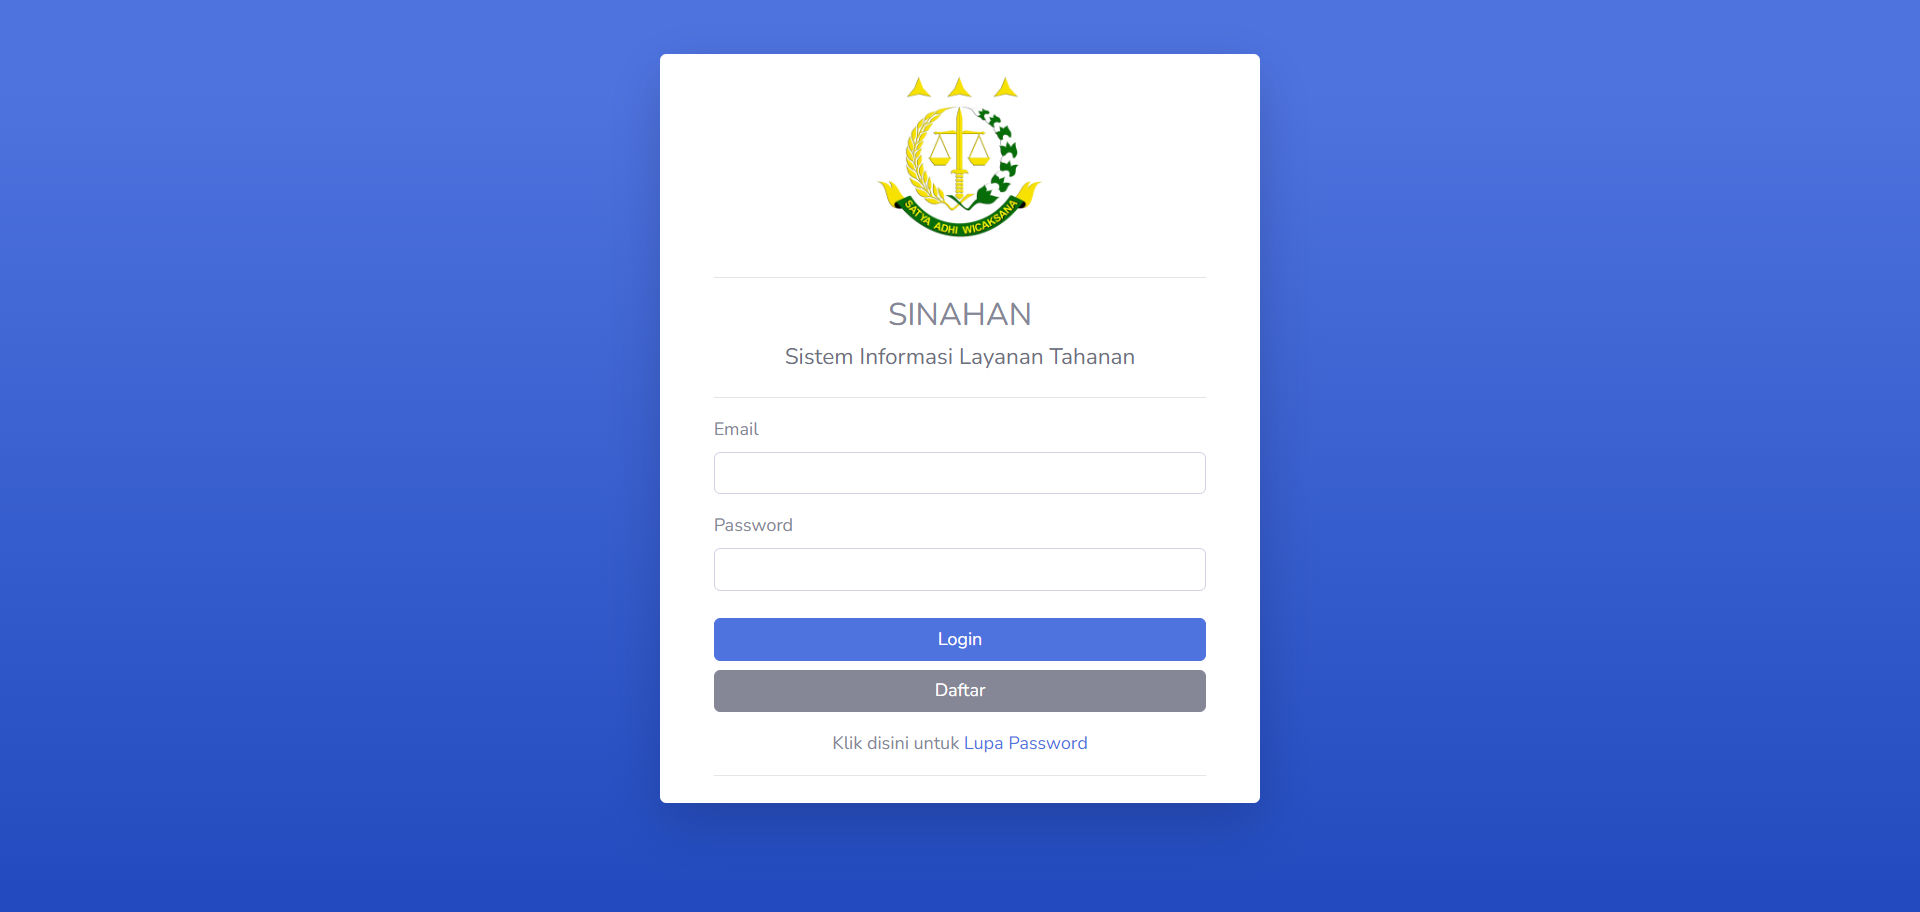 SATYA ADHI WICAKSANA
SINAHAN
Sistem Informasi Layanan Tahanan
Email
Password
Login
Daftar
Klik disini untuk Lupa Password